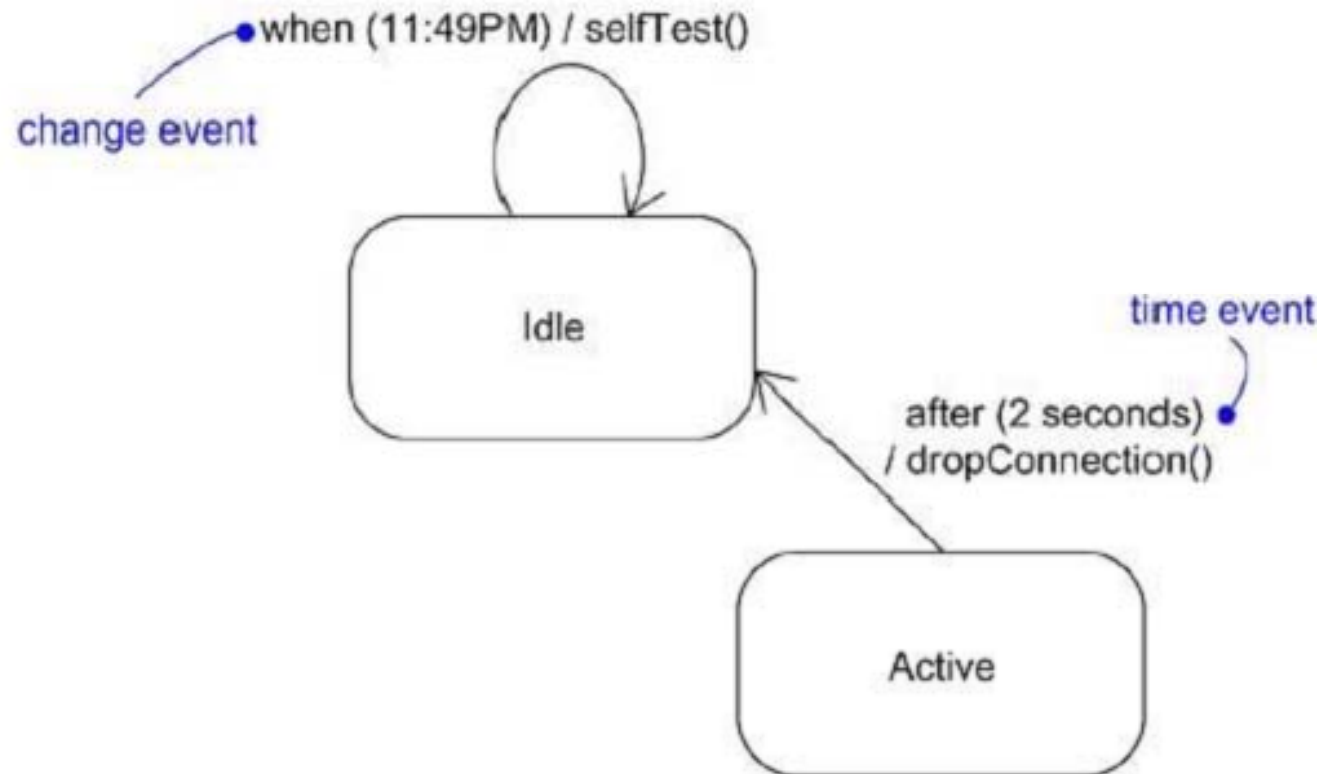 when (11:49PM) / selfTest()
change event
Idle
time event
after (2 seconds)
/ dropConnection()
Active